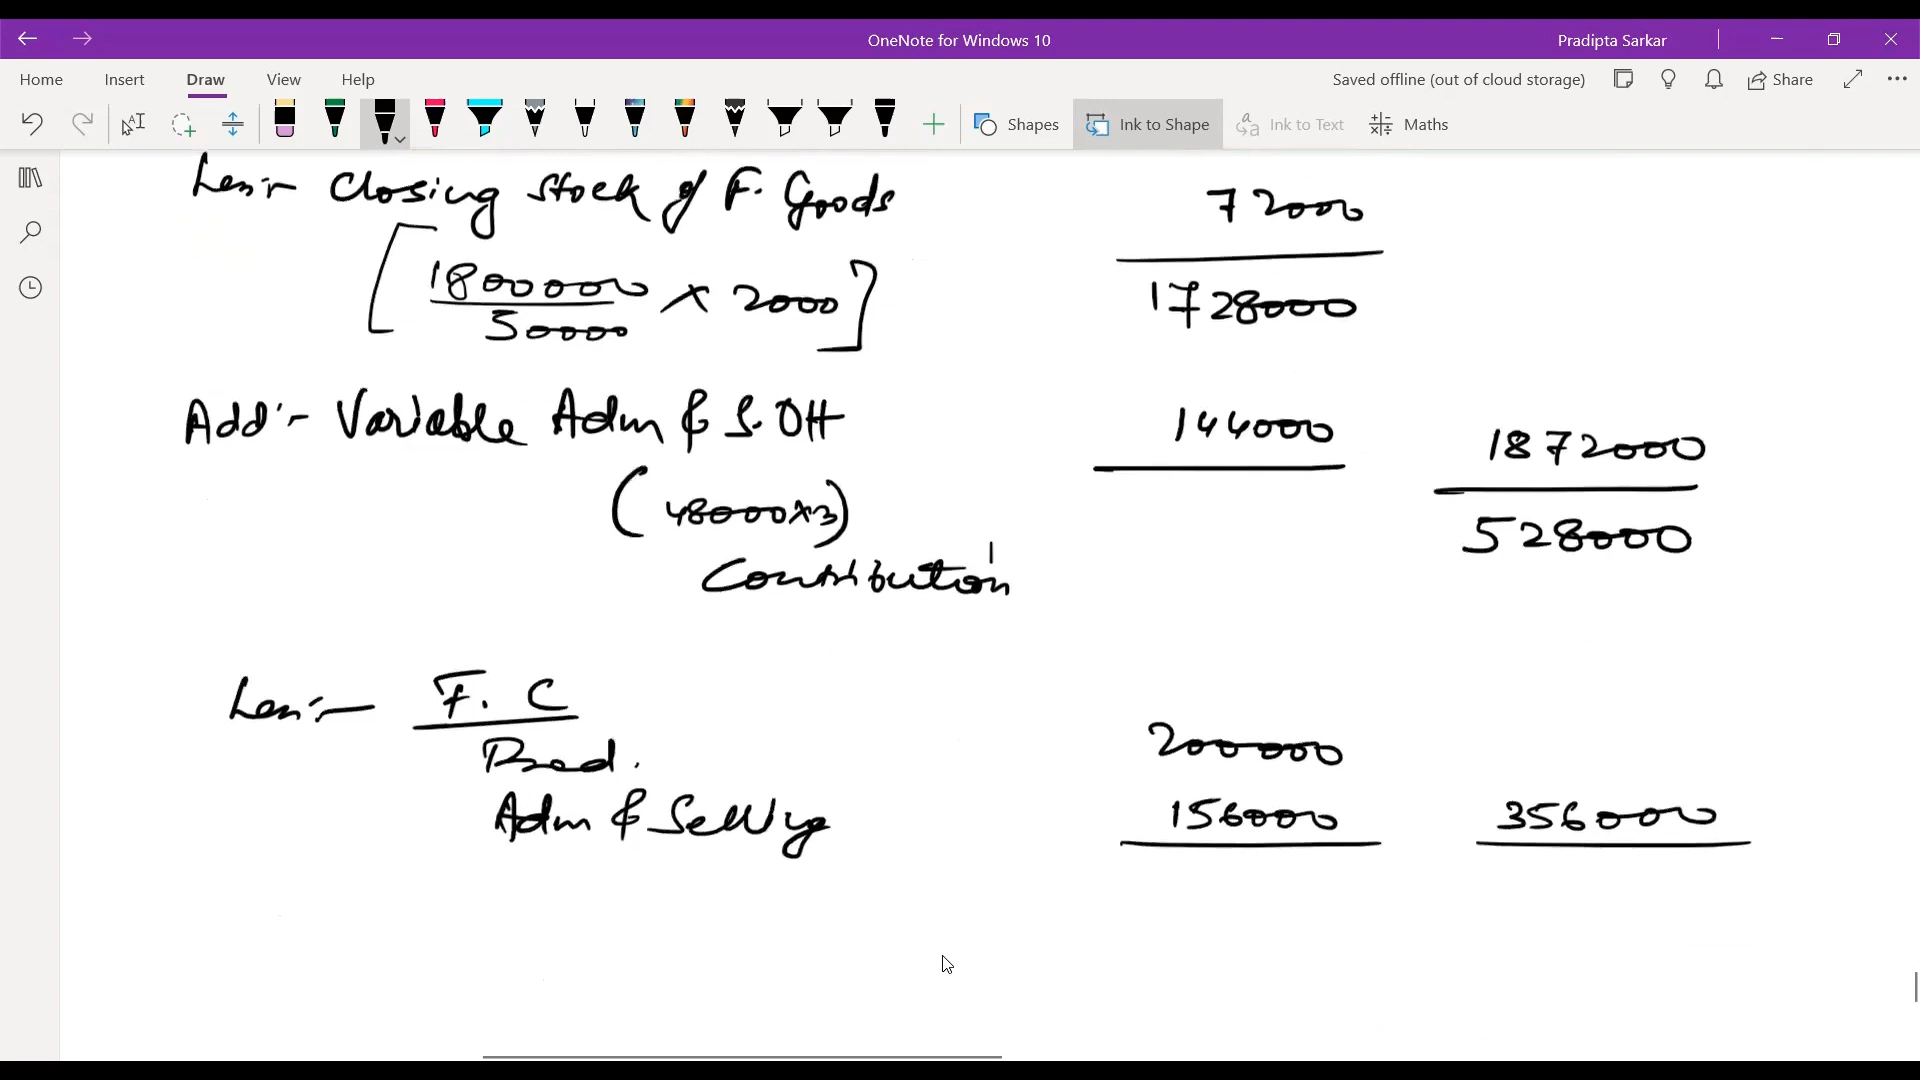 OneNote for Windows 10
Pradipta Sarkar
Home Insert Draw View Help
Saved offline (out of cloud storage)
Share
Shapes
Ink to Shape
Ink to Text
Maths
Less:- Closing Stock of F. Goods 72000
[1800000/50000 × 2000] 1728000
Add:- Variable Adm & S.OH 144000 1872000
(48000×3) 528000
Contribution
Less:- F. C
Prod. 200000
Adm & Selling 156000 356000